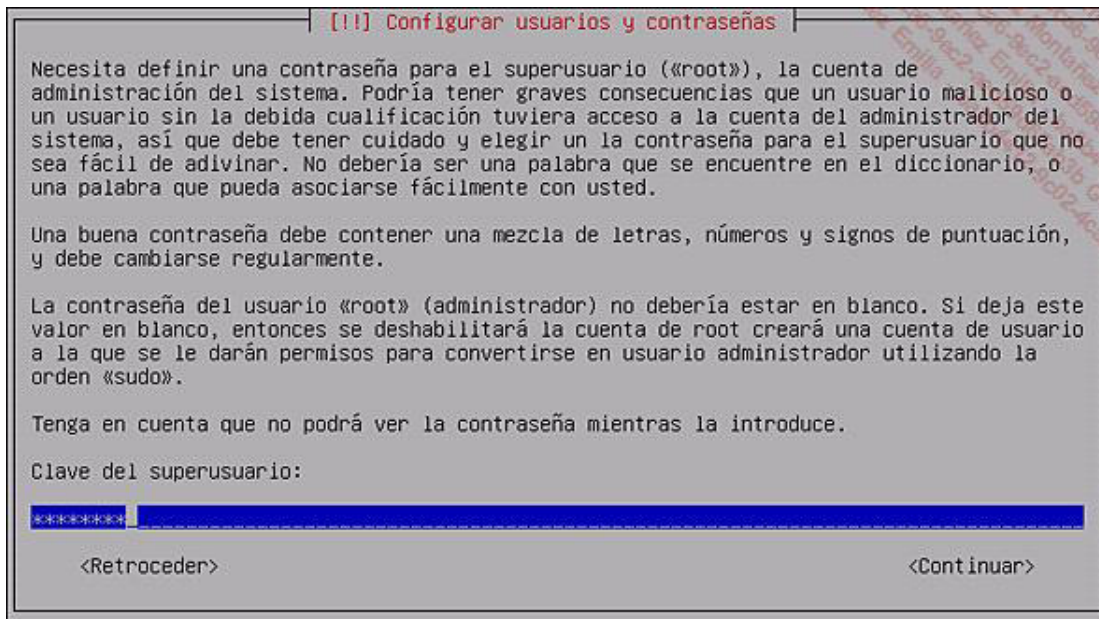 [!!] Configurar usuarios y contraseñas
Necesita definir una contraseña para el superusuario («root»), la cuenta de
administración del sistema. Podría tener graves consecuencias que un usuario malicioso o
un usuario sin la debida cualificación tuviera acceso a la cuenta del administrador del
sistema, así que debe tener cuidado y elegir un la contraseña para el superusuario que no
sea fácil de adivinar. No debería ser una palabra que se encuentre en el diccionario, o
una palabra que pueda asociarse fácilmente con usted.
Una buena contraseña debe contener una mezcla de letras, números y signos de puntuación,
y debe cambiarse regularmente.
La contraseña del usuario «root» (administrador) no debería estar en blanco. Si deja este
valor en blanco, entonces se deshabilitará la cuenta de root creará una cuenta de usuario
a la que se le darán permisos para convertirse en usuario administrador utilizando la
orden «sudo».
Tenga en cuenta que no podrá ver la contraseña mientras la introduce.
Clave del superusuario:
********
<Retroceder> <Continuar>